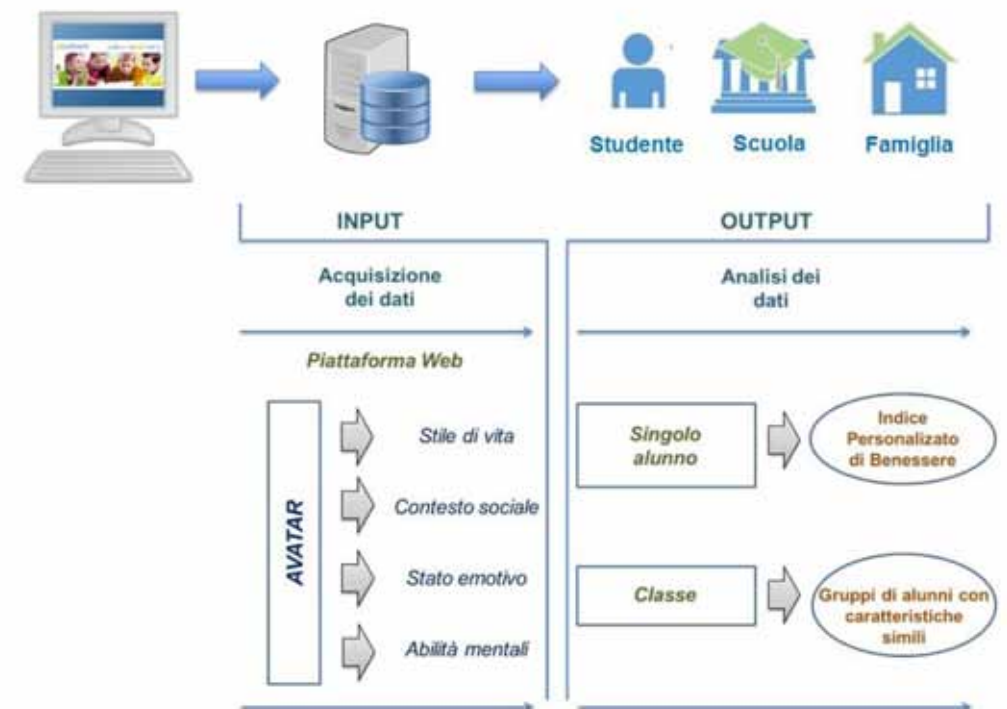 Studente
Scuola
Famiglia
INPUT
OUTPUT
Acquisizione
dei dati
Analisi dei
dati
Piattaforma Web
AVATAR
Stile di vita
Contesto sociale
Stato emotivo
Abilità mentali
Singolo
alunno
Indice
Personalizato
di Benessere
Classe
Gruppi di alunni con
caratteristiche
simili